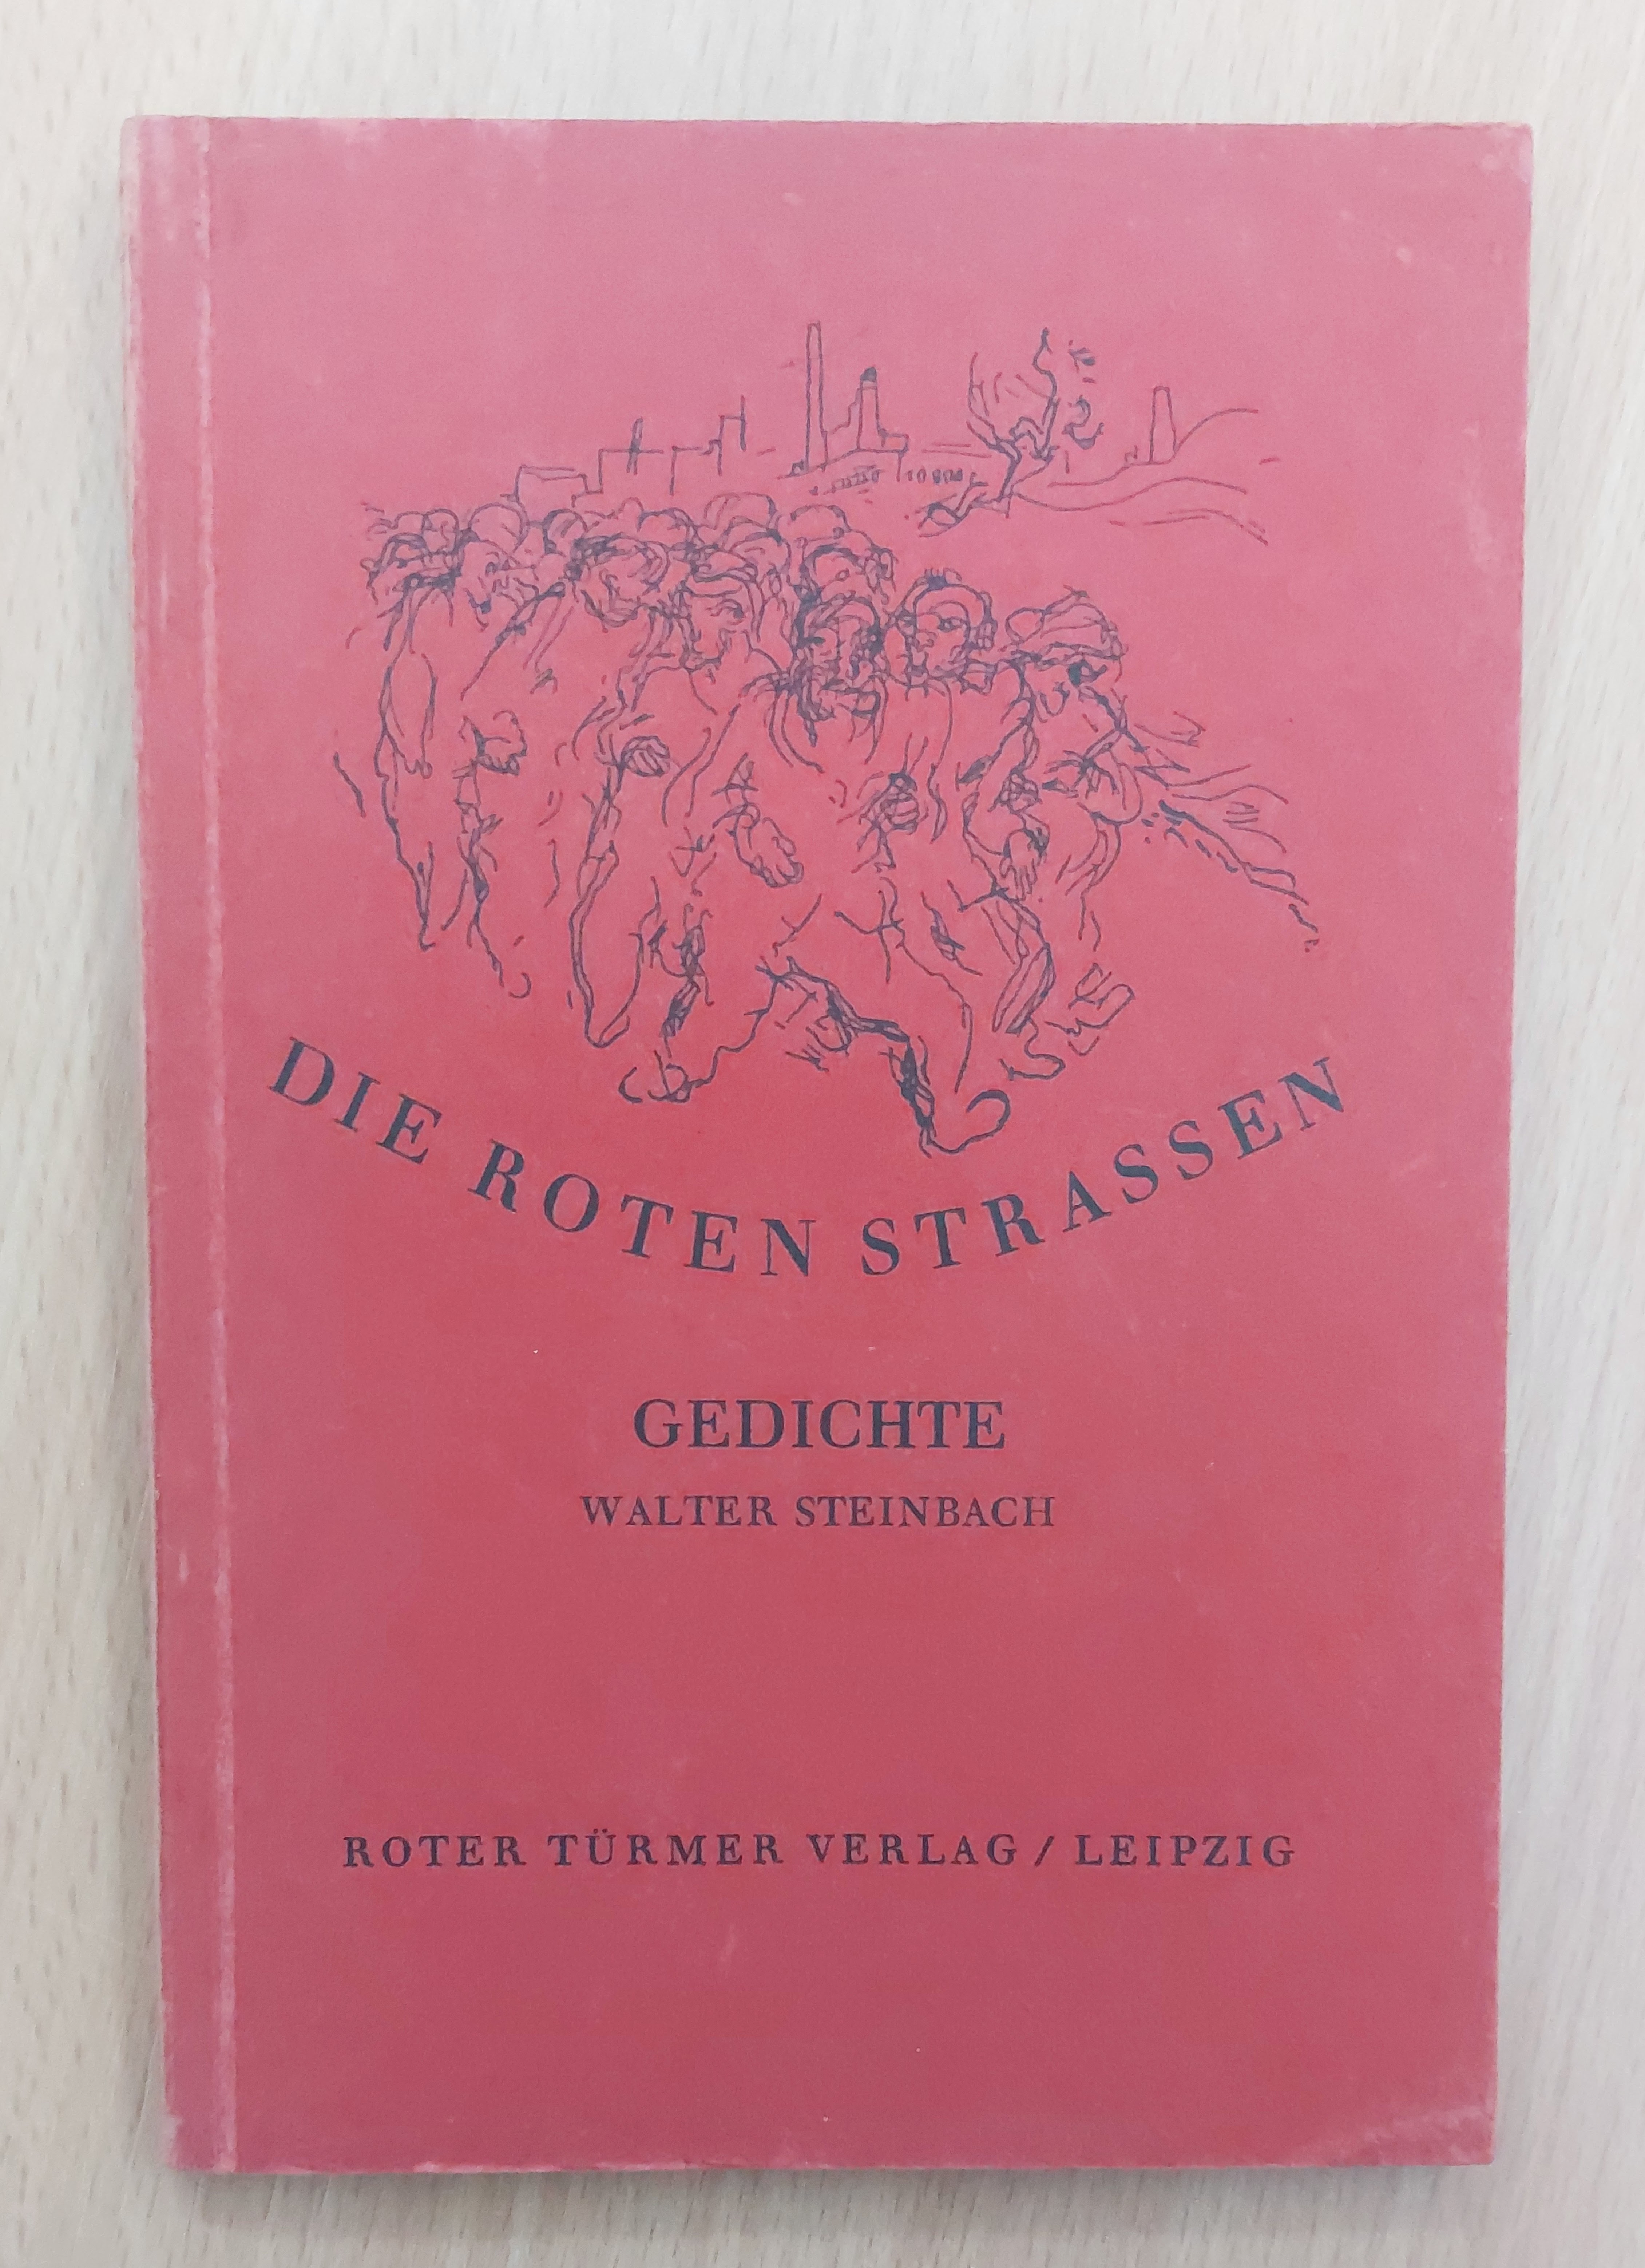 DIE ROTEN STRASSEN
GEDICHTE
WALTER STEINBACH
ROTER TÜRMER VERLAG / LEIPZIG